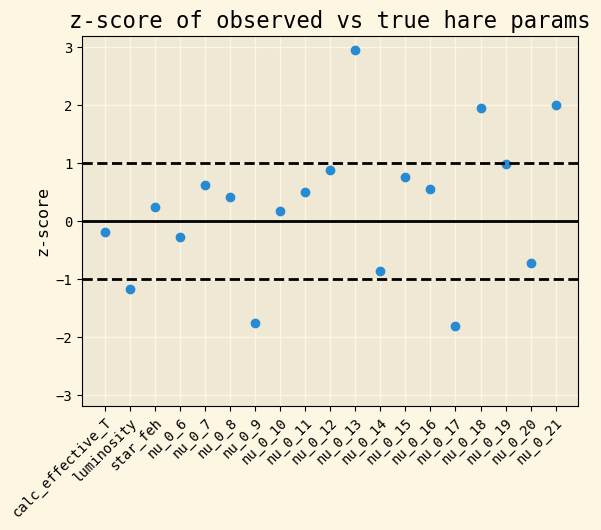 z-score of observed vs true hare params
z-score
3
2
1
0
−1
−2
−3
calc_effective_T
luminosity
star_feh
nu_0_6
nu_0_7
nu_0_8
nu_0_9
nu_0_10
nu_0_11
nu_0_12
nu_0_13
nu_0_14
nu_0_15
nu_0_16
nu_0_17
nu_0_18
nu_0_19
nu_0_20
nu_0_21